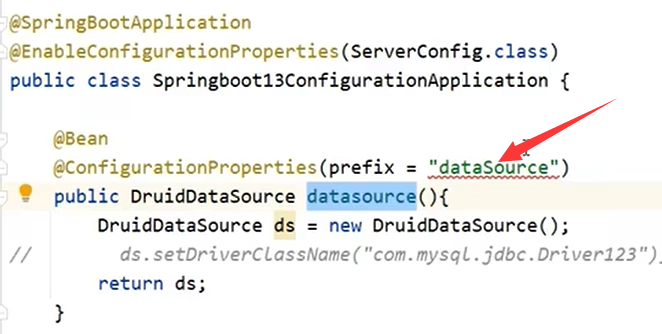 @SpringBootApplication
@EnableConfigurationProperties(ServerConfig.class)
public class Springboot13ConfigurationApplication {
@Bean
@ConfigurationProperties(prefix = "dataSource")
public DruidDataSource datasource(){
DruidDataSource ds = new DruidDataSource();
// ds.setDriverClassName("com.mysql.jdbc.Driver123");
return ds;
}